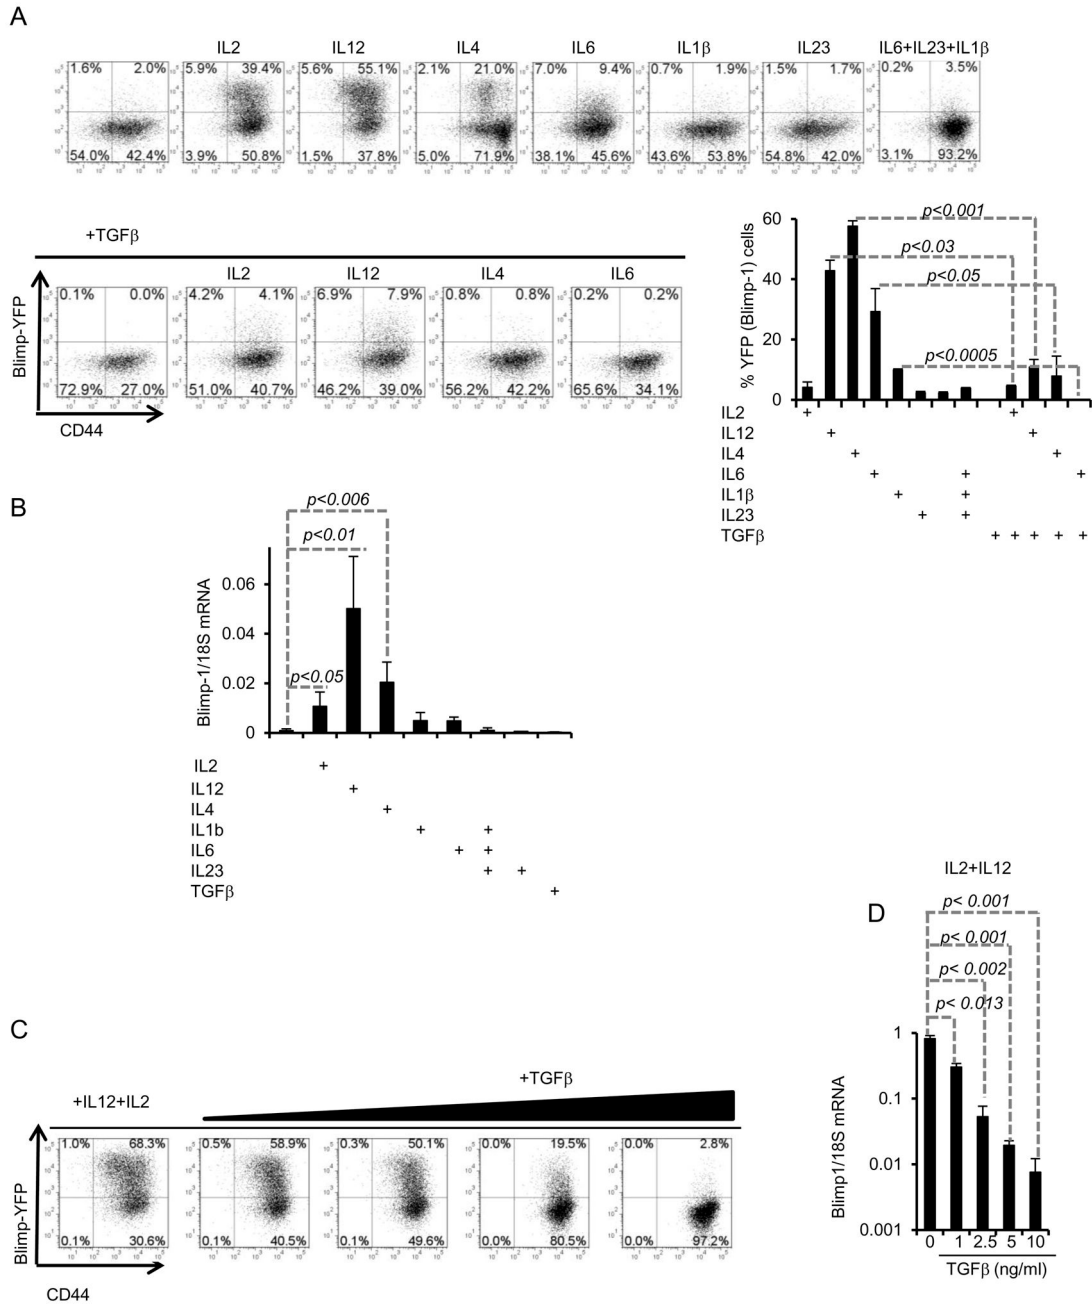 A
IL2 IL12 IL4 IL6 IL1β IL23 IL6+IL23+IL1β
1.6% 2.0% 5.9% 39.4% 5.6% 55.1% 2.1% 21.0% 7.0% 9.4% 0.7% 1.9% 1.5% 1.7% 0.2% 3.5%
54.0% 42.4% 3.9% 50.8% 1.5% 37.8% 5.0% 71.9% 38.1% 45.6% 43.6% 53.8% 54.8% 42.0% 3.1% 93.2%
+TGFβ
IL2 IL12 IL4 IL6
0.1% 0.0% 4.2% 4.1% 6.9% 7.9% 0.8% 0.8% 0.2% 0.2%
72.9% 27.0% 51.0% 40.7% 46.2% 39.0% 56.2% 42.2% 65.6% 34.1%
Blimp-YFP
CD44
% YFP (Blimp-1) cells
60
40
20
0
p<0.001
p<0.03
p<0.05
p<0.0005
IL2 + +
IL12 + +
IL4 + +
IL6 + + +
IL1β + +
IL23 + +
TGFβ + + + + +
B
p<0.006
p<0.01
p<0.05
Blimp-1/18S mRNA
0.06
0.04
0.02
0
IL2 +
IL12 +
IL4 +
IL1b + +
IL6 + +
IL23 + +
TGFβ +
C
+IL12+IL2
+TGFβ
1.0% 68.3% 0.5% 58.9% 0.3% 50.1% 0.0% 19.5% 0.0% 2.8%
0.1% 30.6% 0.1% 40.5% 0.1% 49.6% 0.0% 80.5% 0.0% 97.2%
Blimp-YFP
CD44
D
IL2+IL12
p< 0.001
p< 0.001
p< 0.002
p< 0.013
Blimp1/18S mRNA
1
0.1
0.01
0.001
0 1 2.5 5 10
TGFβ (ng/ml)